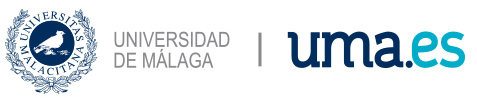 UNIVERSITAS MALACITANA
UNIVERSIDAD
DE MÁLAGA
uma.es